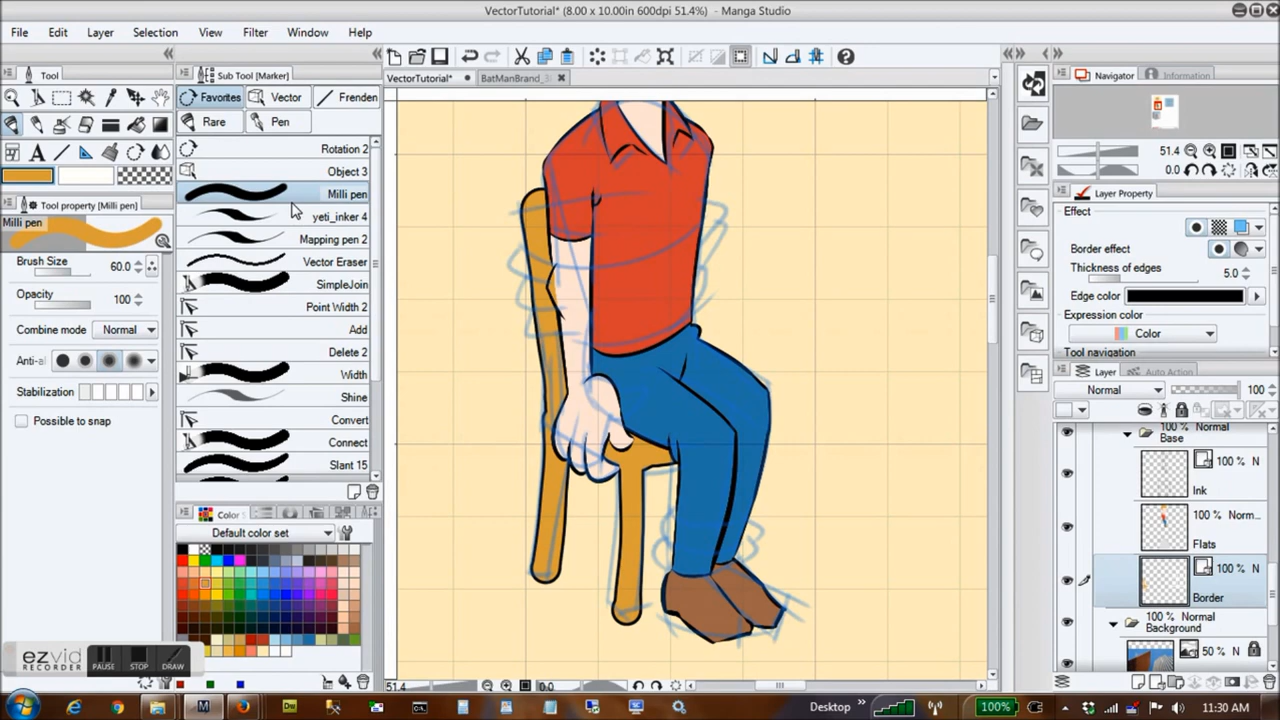 VectorTutorial* (8.00 x 10.00in 600dpi 51.4%) - Manga Studio
File Edit Layer Selection View Filter Window Help
Tool
Sub Tool [Marker]
VectorTutorial*
BatManBrand_
Navigator
Information
Favorites
Vector
Frenden
Rare
Pen
Rotation 2
Object 3
Milli pen
yeti_inker 4
Mapping pen 2
Vector Eraser
SimpleJoin
Point Width 2
Add
Delete 2
Width
Shine
Convert
Connect
Slant 15
Tool property [Milli pen]
Milli pen
Brush Size 60.0
Opacity 100
Combine mode Normal
Anti-al
Stabilization
Possible to snap
Color S
Default color set
51.4
0.0
51.4
0.0
Layer Property
Effect
Border effect
Thickness of edges 5.0
Edge color
Expression color
Color
Tool navigation
Layer
Auto Action
Normal 100
100 % Normal
Base
100 % N
Ink
100 % Norm...
Flats
100 % N
Border
100 % Normal
Background
50 % N
ezvid
RECORDER
PAUSE
STOP
DRAW
Desktop
100%
11:30 AM